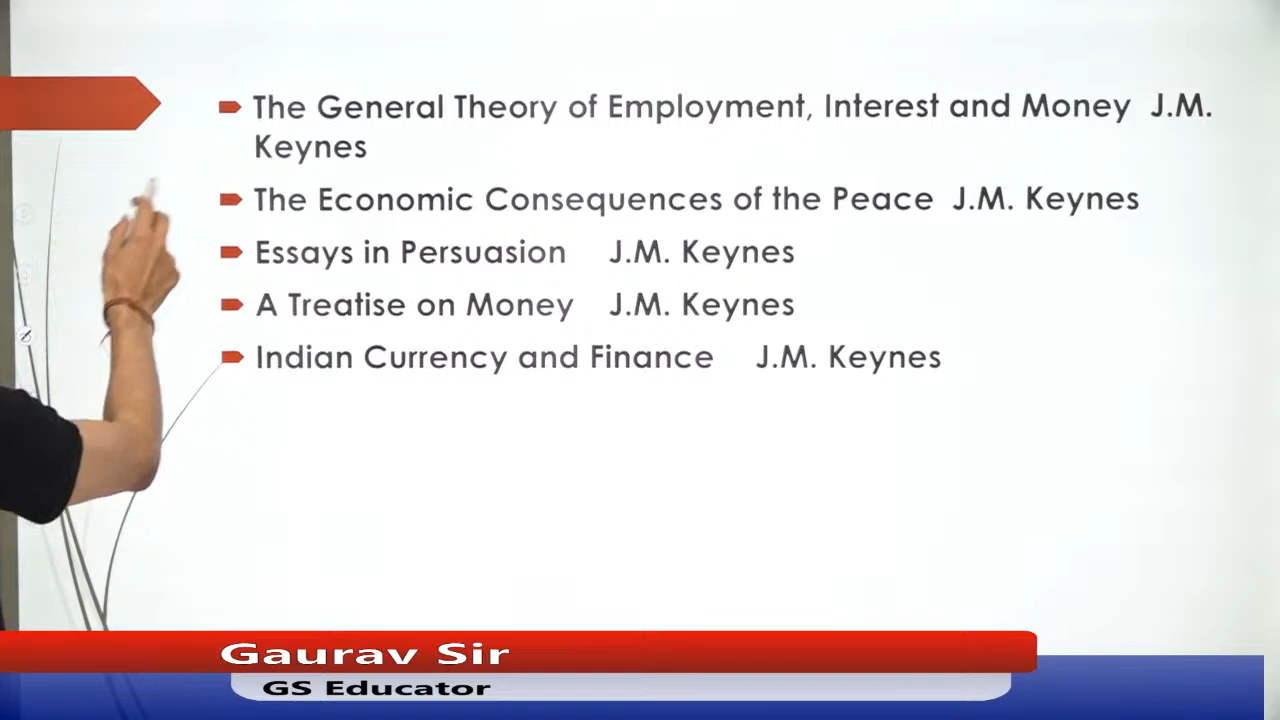 The General Theory of Employment, Interest and Money J.M.
Keynes
The Economic Consequences of the Peace J.M. Keynes
Essays in Persuasion J.M. Keynes
A Treatise on Money J.M. Keynes
Indian Currency and Finance J.M. Keynes
Gaurav Sir
GS Educator